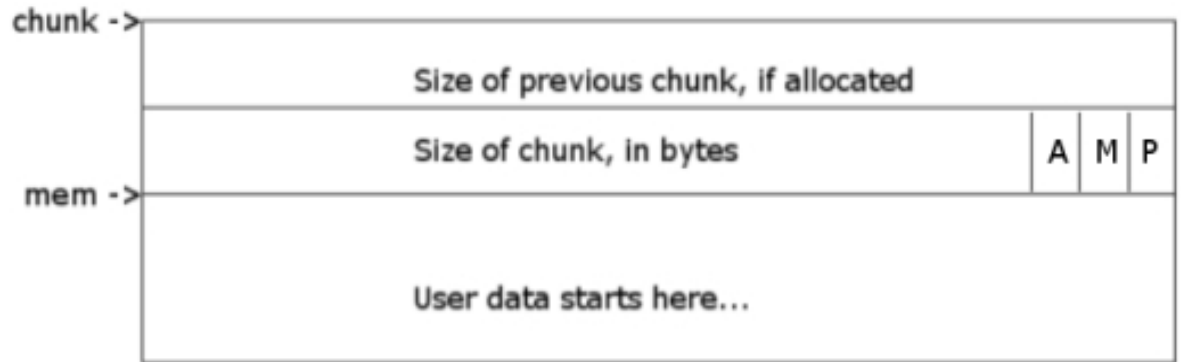 chunk ->
Size of previous chunk, if allocated
Size of chunk, in bytes A M P
mem ->
User data starts here...